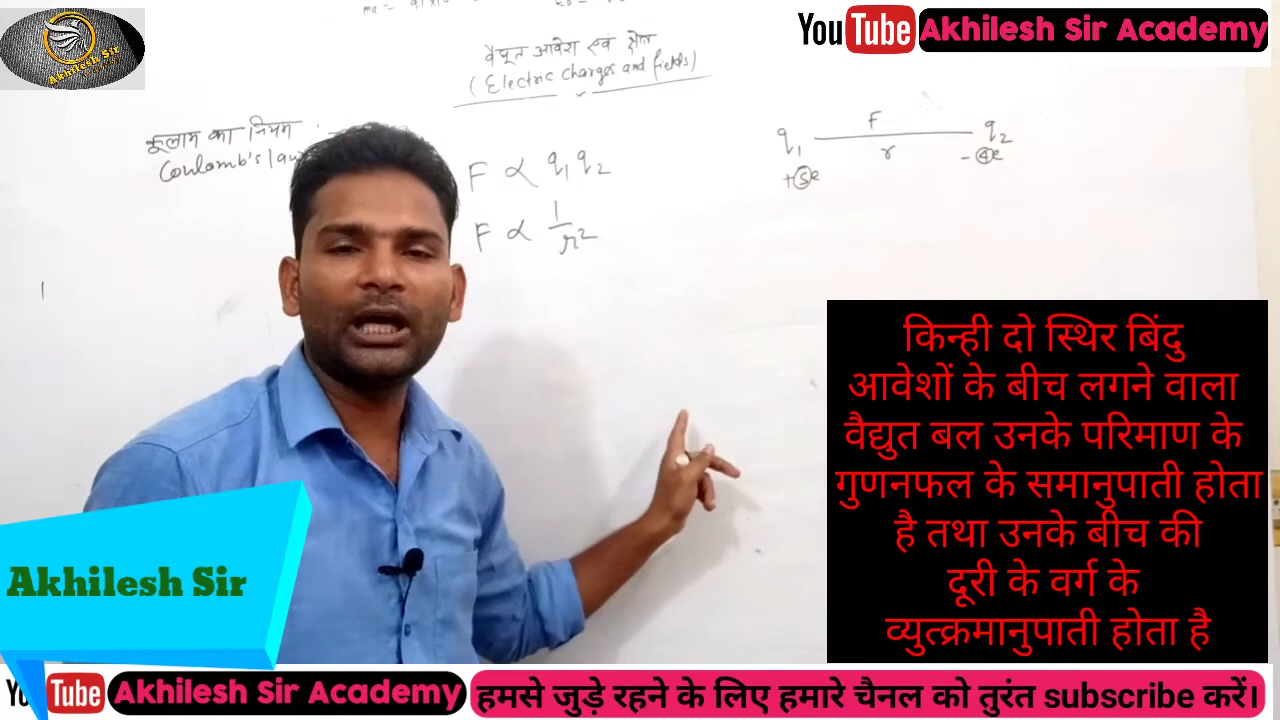 Akhilesh Sir
YouTube Akhilesh Sir Academy
वैद्युत आवेश एवं क्षेत्र
(Electric charges and fields)
कूलाम का नियम
Coulomb's law
F ∝ q₁q₂
F ∝ 1/r²
q₁ F q₂
r
+5e -4e
किन्ही दो स्थिर बिंदु
आवेशों के बीच लगने वाला
वैद्युत बल उनके परिमाण के
गुणनफल के समानुपाती होता
है तथा उनके बीच की
दूरी के वर्ग के
व्युत्क्रमानुपाती होता है
Akhilesh Sir
YouTube Akhilesh Sir Academy हमसे जुड़े रहने के लिए हमारे चैनल को तुरंत subscribe करें।